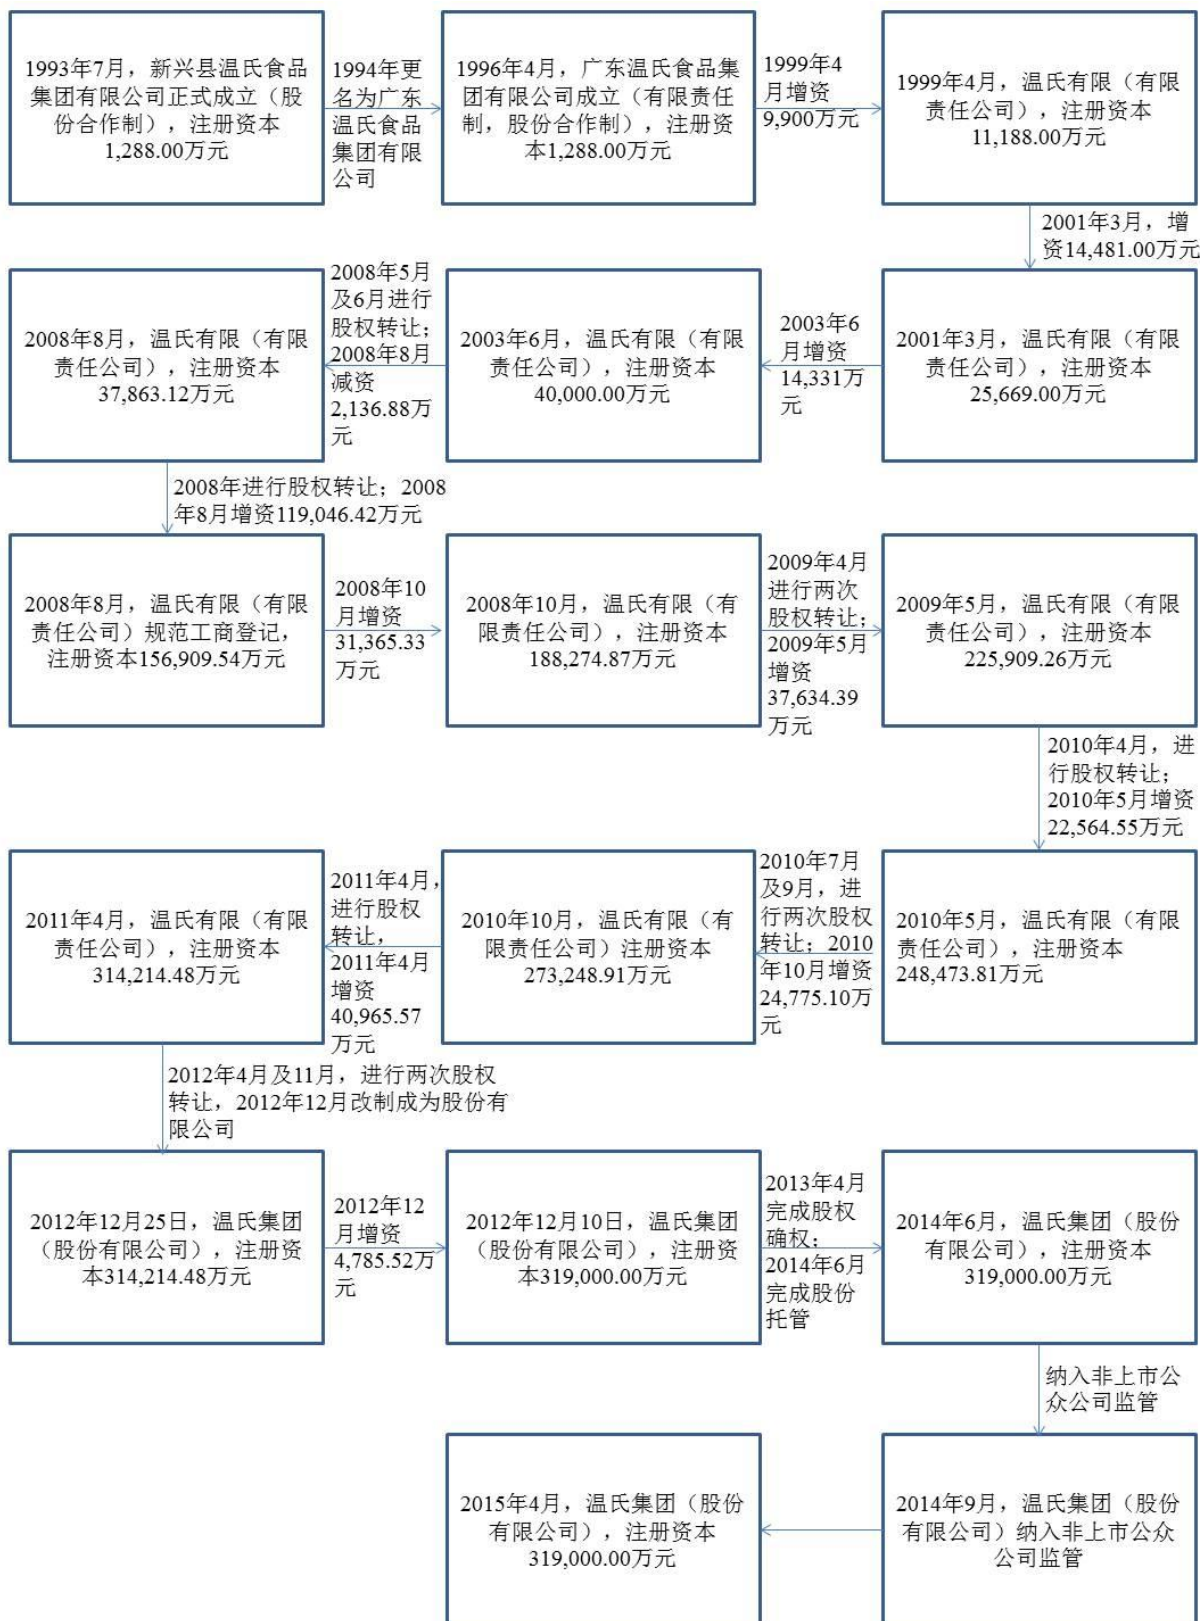 1993年7月，新兴县温氏食品
集团有限公司正式成立（股
份合作制），注册资本
1,288.00万元
1994年更
名为广东
温氏食品
集团有限
公司
1996年4月，广东温氏食品集
团有限公司成立（有限责任
制，股份合作制），注册资
本1,288.00万元
1999年4
月增资
9,900万元
1999年4月，温氏有限（有限
责任公司），注册资本
11,188.00万元
2001年3月，增
资14,481.00万元
2001年3月，温氏有限（有限
责任公司），注册资本
25,669.00万元
2003年6
月增资
14,331万
元
2003年6月，温氏有限（有限
责任公司），注册资本
40,000.00万元
2008年5月
及6月进行
股权转让；
2008年8月
减资
2,136.88万
元
2008年8月，温氏有限（有限
责任公司），注册资本
37,863.12万元
2008年进行股权转让；2008
年8月增资119,046.42万元
2008年8月，温氏有限（有限
责任公司）规范工商登记，
注册资本156,909.54万元
2008年10
月增资
31,365.33
万元
2008年10月，温氏有限（有
限责任公司），注册资本
188,274.87万元
2009年4月
进行两次
股权转让；
2009年5月
增资
37,634.39
万元
2009年5月，温氏有限（有限
责任公司），注册资本
225,909.26万元
2010年4月，进
行股权转让；
2010年5月增资
22,564.55万元
2010年5月，温氏有限（有限
责任公司），注册资本
248,473.81万元
2010年7月
及9月，进
行两次股权
转让；2010
年10月增资
24,775.10万
元
2010年10月，温氏有限（有
限责任公司）注册资本
273,248.91万元
2011年4月，
进行股权
转让，
2011年4月
增资
40,965.57
万元
2011年4月，温氏有限（有限
责任公司），注册资本
314,214.48万元
2012年4月及11月，进行两次股权
转让，2012年12月改制成为股份有
限公司
2012年12月25日，温氏集团
（股份有限公司），注册资
本314,214.48万元
2012年12
月增资
4,785.52万
元
2012年12月10日，温氏集团
（股份有限公司），注册资
本319,000.00万元
2013年4月
完成股权
确权；
2014年6月
完成股份
托管
2014年6月，温氏集团（股份
有限公司），注册资本
319,000.00万元
纳入非上市公
众公司监管
2014年9月，温氏集团（股份
有限公司）纳入非上市公众
公司监管
2015年4月，温氏集团（股份
有限公司），注册资本
319,000.00万元